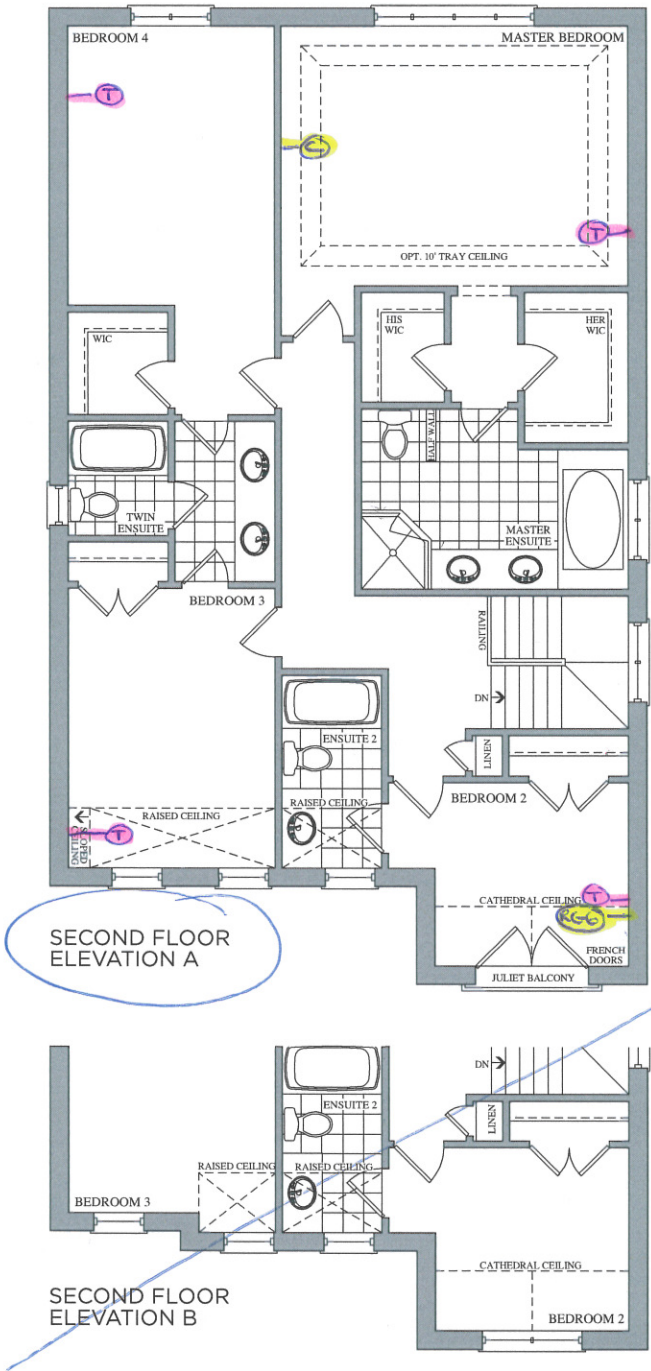 BEDROOM 4
MASTER BEDROOM
T
C
T
OPT. 10' TRAY CEILING
WIC
HIS
WIC
HER
WIC
HALF WALL
TWIN
ENSUITE
MASTER
ENSUITE
BEDROOM 3
RAILING
DN
ENSUITE 2
LINEN
BEDROOM 2
RAISED CEILING
RAISED CEILING
SLOPED
CEILING
T
CATHEDRAL CEILING
T
RG6
FRENCH
DOORS
JULIET BALCONY
SECOND FLOOR
ELEVATION A
DN
ENSUITE 2
LINEN
RAISED CEILING
RAISED CEILING
BEDROOM 3
CATHEDRAL CEILING
BEDROOM 2
SECOND FLOOR
ELEVATION B